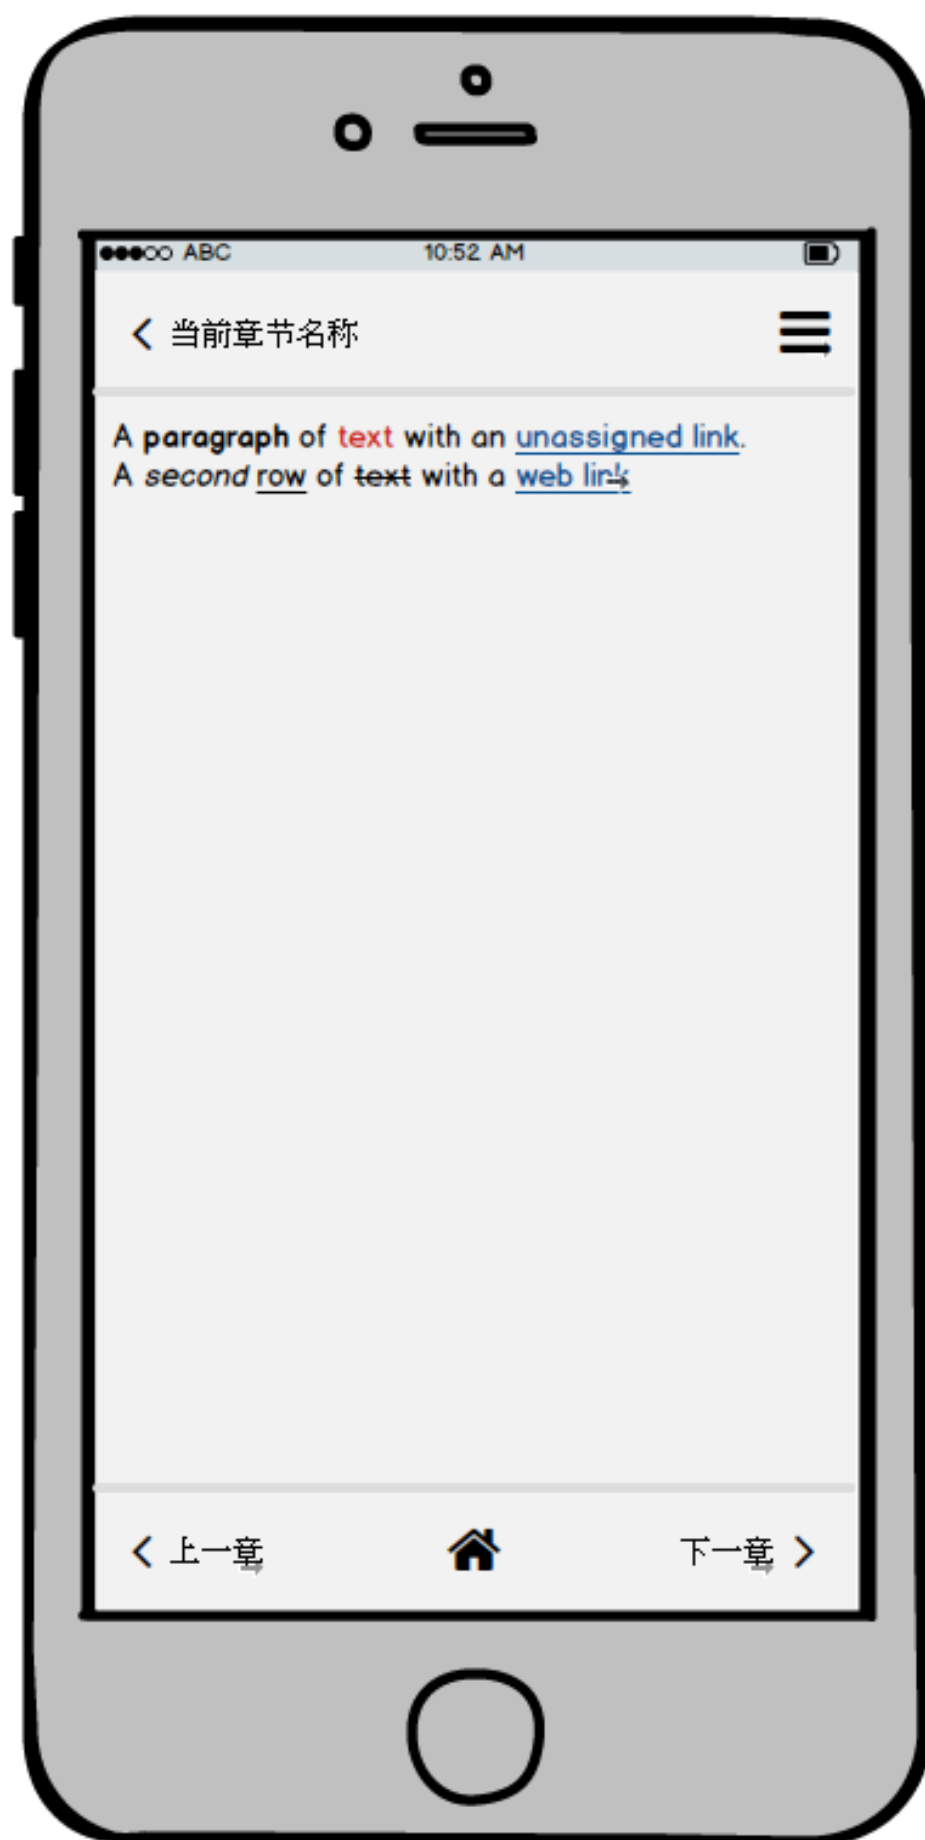 ABC 10:52 AM
当前章节名称
A paragraph of text with an unassigned link.
A second row of text with a web link
上一章 下一章